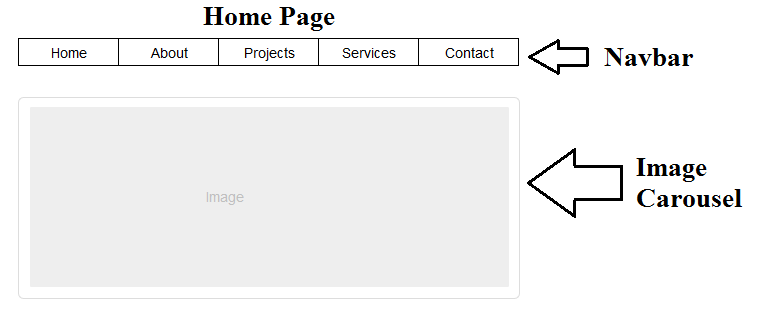 Home Page
Home About Projects Services Contact
Navbar
Image
Image
Carousel